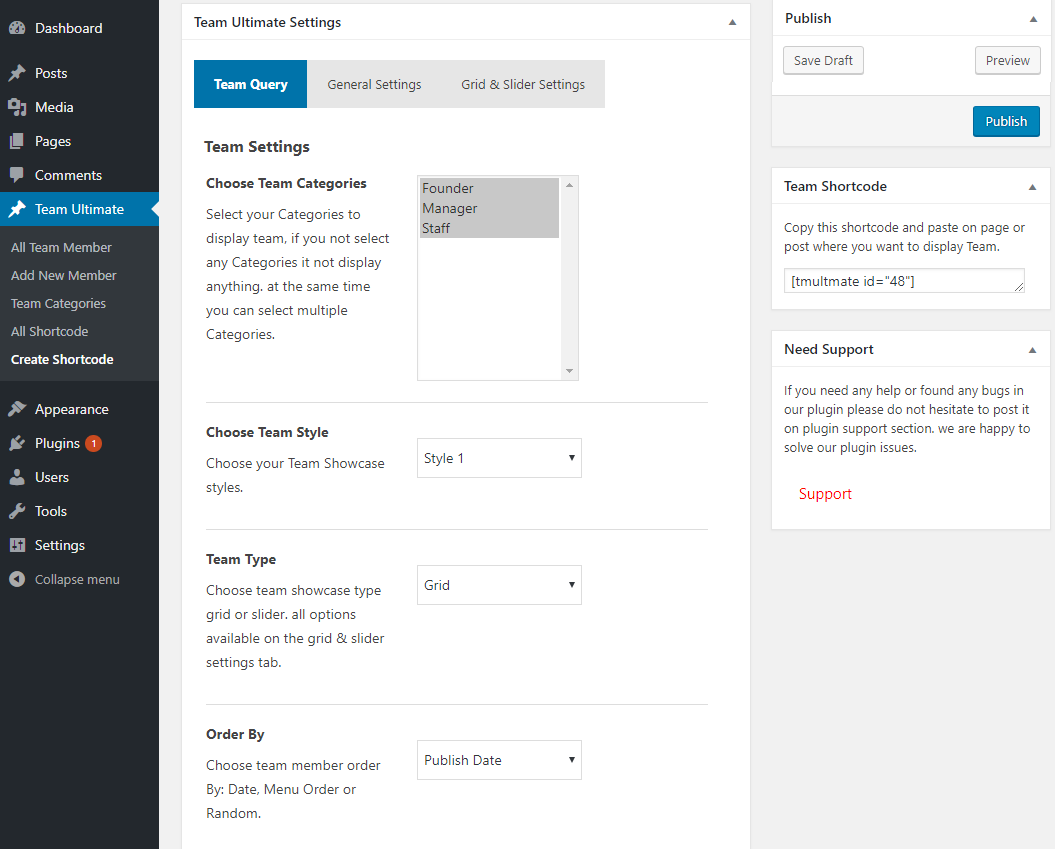 Dashboard
Posts
Media
Pages
Comments
Team Ultimate
All Team Member
Add New Member
Team Categories
All Shortcode
Create Shortcode
Appearance
Plugins 1
Users
Tools
Settings
Collapse menu
Team Ultimate Settings
Team Query General Settings Grid & Slider Settings
Team Settings
Choose Team Categories
Select your Categories to
display team, if you not select
any Categories it not display
anything. at the same time
you can select multiple
Categories.
Founder
Manager
Staff
Choose Team Style
Choose your Team Showcase
styles.
Style 1
Team Type
Choose team showcase type
grid or slider. all options
available on the grid & slider
settings tab.
Grid
Order By
Choose team member order
By: Date, Menu Order or
Random.
Publish Date
Publish
Save Draft Preview
Publish
Team Shortcode
Copy this shortcode and paste on page or
post where you want to display Team.
[tmultmate id="48"]
Need Support
If you need any help or found any bugs in
our plugin please do not hesitate to post it
on plugin support section. we are happy to
solve our plugin issues.
Support